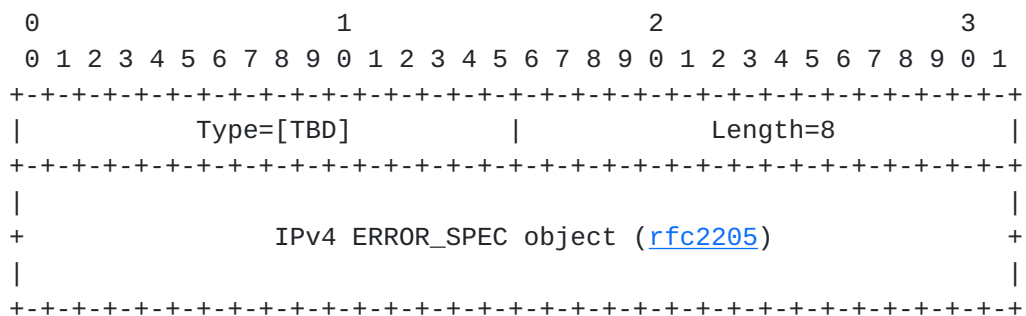 0                   1                   2                   3
 0 1 2 3 4 5 6 7 8 9 0 1 2 3 4 5 6 7 8 9 0 1 2 3 4 5 6 7 8 9 0 1
+-+-+-+-+-+-+-+-+-+-+-+-+-+-+-+-+-+-+-+-+-+-+-+-+-+-+-+-+-+-+-+-+
|           Type=[TBD]          |            Length=8           |
+-+-+-+-+-+-+-+-+-+-+-+-+-+-+-+-+-+-+-+-+-+-+-+-+-+-+-+-+-+-+-+-+
|                                                               |
+                IPv4 ERROR_SPEC object (rfc2205)               +
|                                                               |
+-+-+-+-+-+-+-+-+-+-+-+-+-+-+-+-+-+-+-+-+-+-+-+-+-+-+-+-+-+-+-+-+